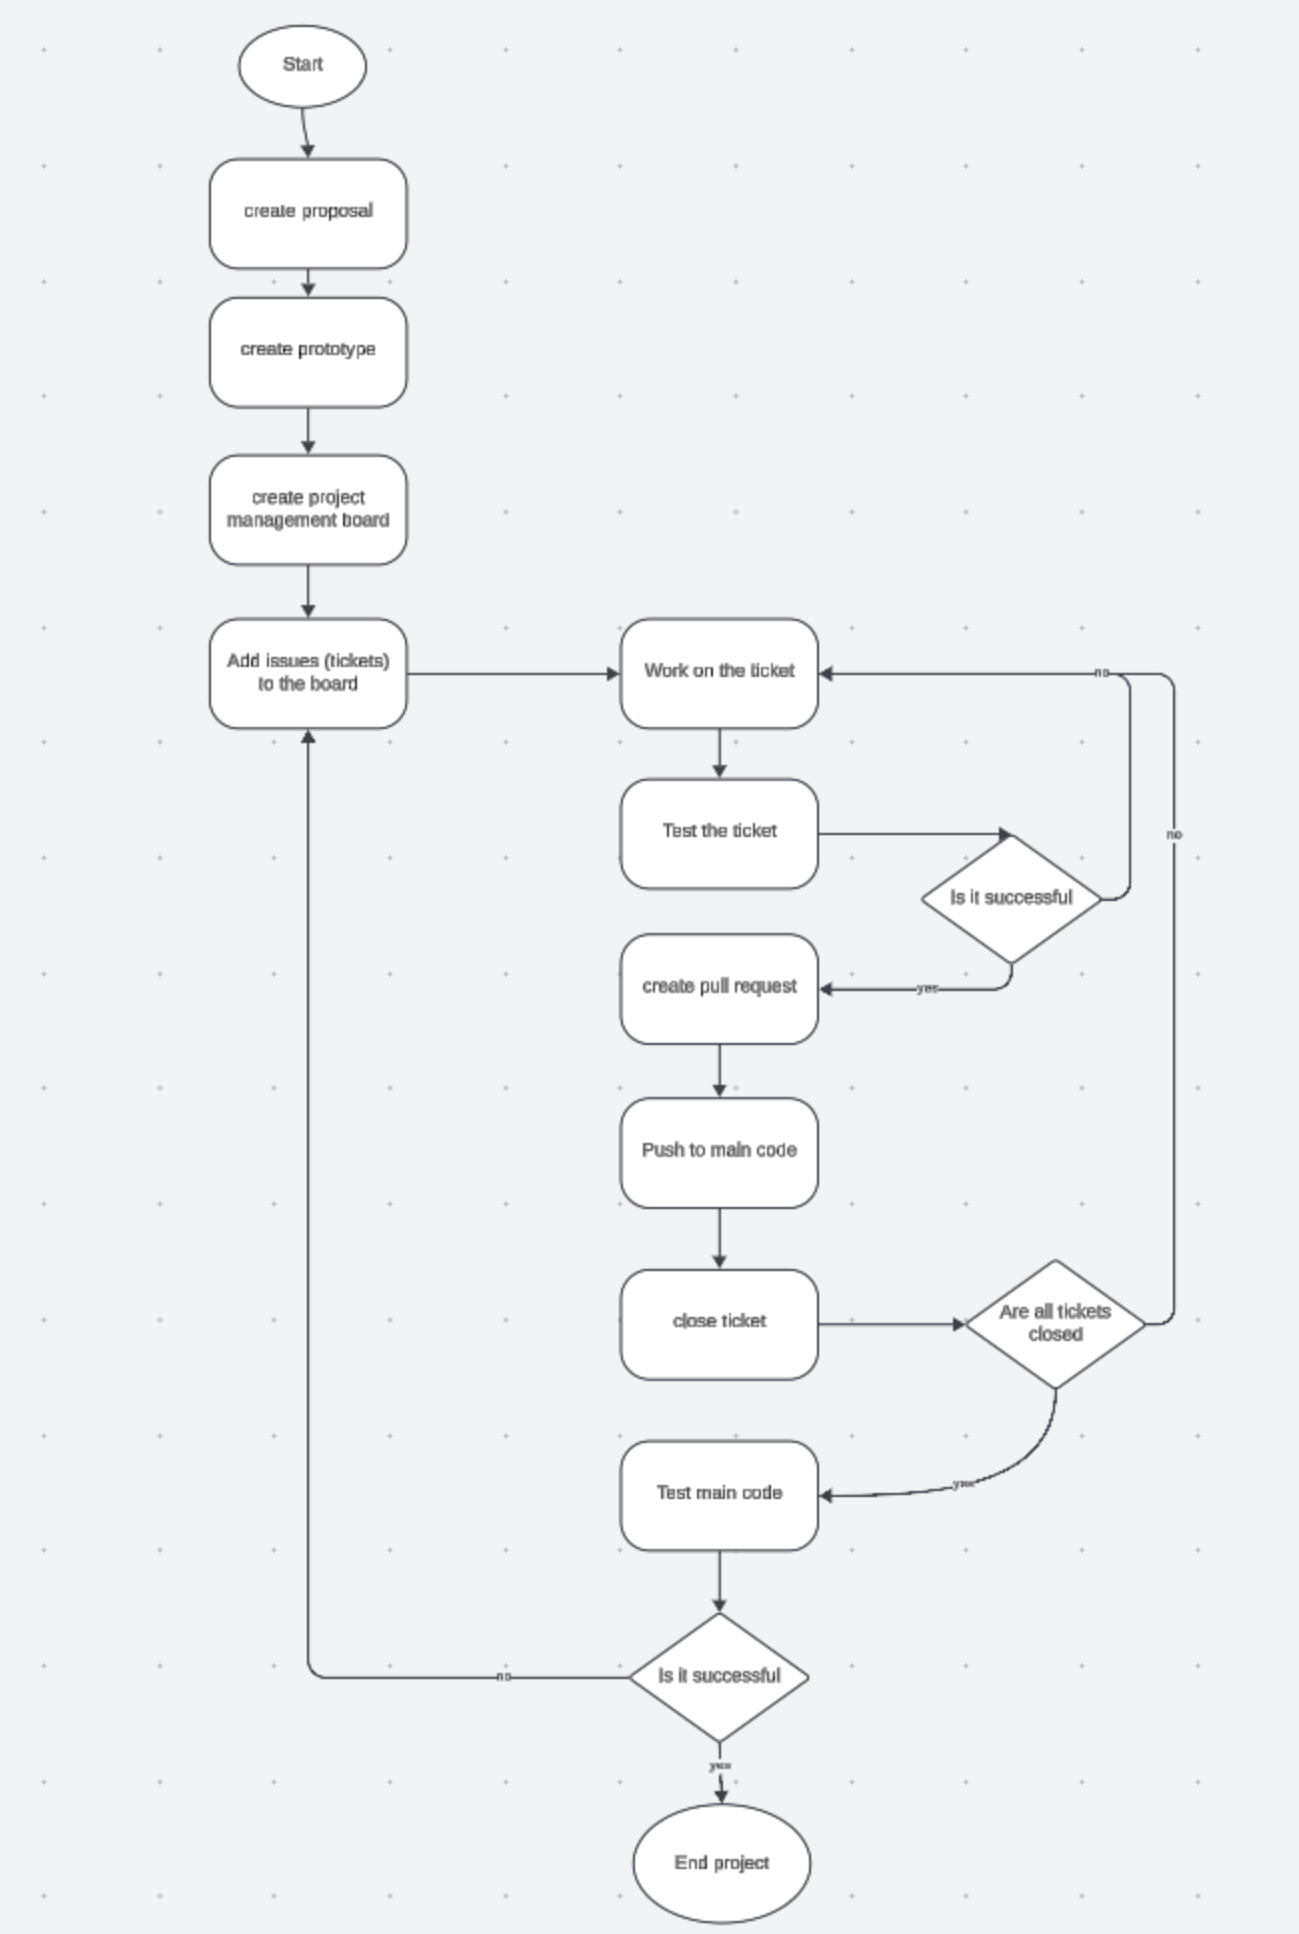 Start
create proposal
create prototype
create project
management board
Add issues (tickets)
to the board
Work on the ticket
no
Test the ticket
no
Is it successful
create pull request
yes
Push to main code
close ticket
Are all tickets
closed
Test main code
yes
Is it successful
no
yes
End project